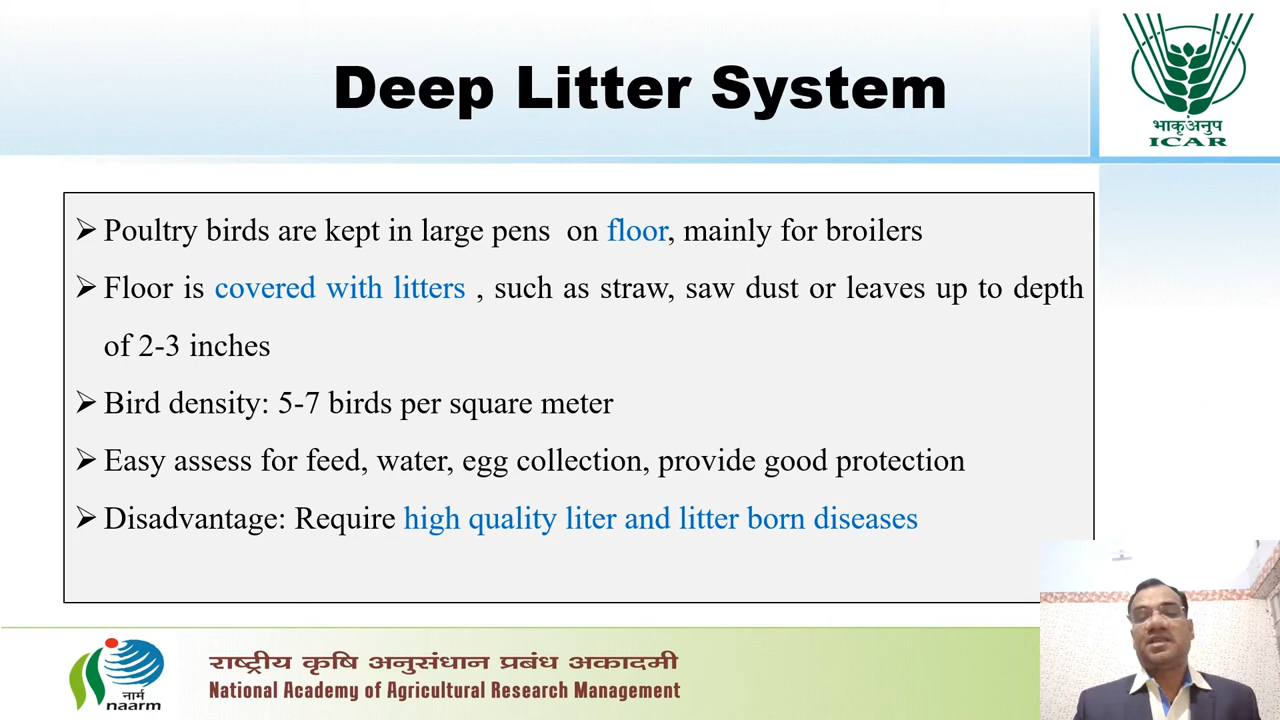 Deep Litter System
भाकृअनुप
ICAR
➢ Poultry birds are kept in large pens on floor, mainly for broilers
➢ Floor is covered with litters , such as straw, saw dust or leaves up to depth
of 2-3 inches
➢ Bird density: 5-7 birds per square meter
➢ Easy assess for feed, water, egg collection, provide good protection
➢ Disadvantage: Require high quality liter and litter born diseases
नार्म
naarm
राष्ट्रीय कृषि अनुसंधान प्रबंध अकादमी
National Academy of Agricultural Research Management